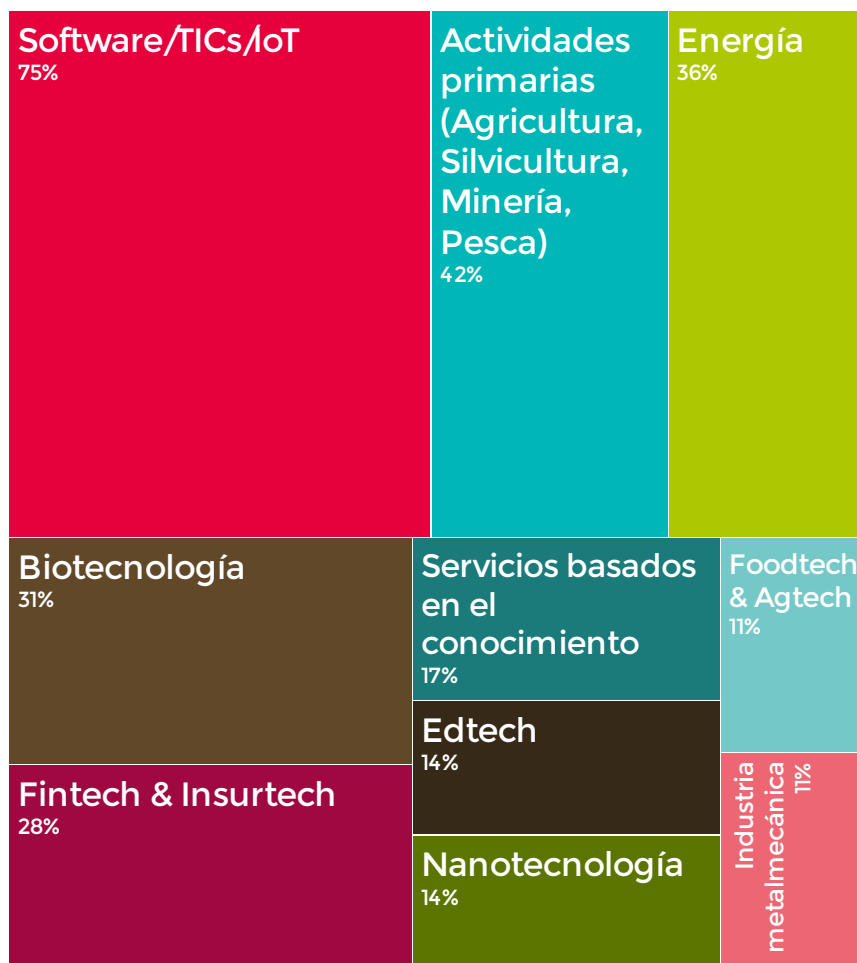 Software/TICs/IoT
75%
Actividades
primarias
(Agricultura,
Silvicultura,
Minería,
Pesca)
42%
Energía
36%
Biotecnología
31%
Fintech & Insurtech
28%
Servicios basados
en el
conocimiento
17%
Edtech
14%
Nanotecnología
14%
Foodtech
& Agtech
11%
Industria
metalmecánica
11%